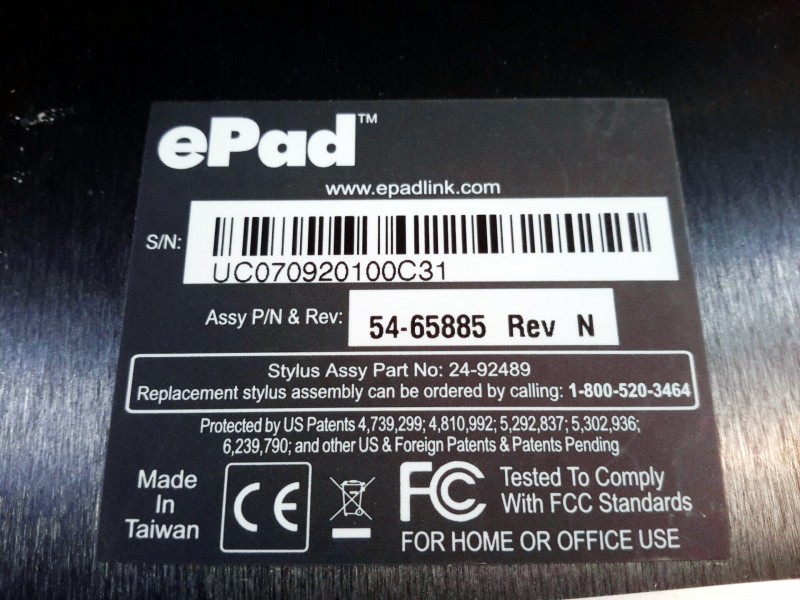 ePad™
www.epadlink.com
S/N:
UC070920100C31
Assy P/N & Rev: 54-65885 Rev N
Stylus Assy Part No: 24-92489
Replacement stylus assembly can be ordered by calling: 1-800-520-3464
Protected by US Patents 4,739,299; 4,810,992; 5,292,837; 5,302,936;
6,239,790; and other US & Foreign Patents & Patents Pending
Made
In
Taiwan
CE
FC
Tested To Comply
With FCC Standards
FOR HOME OR OFFICE USE